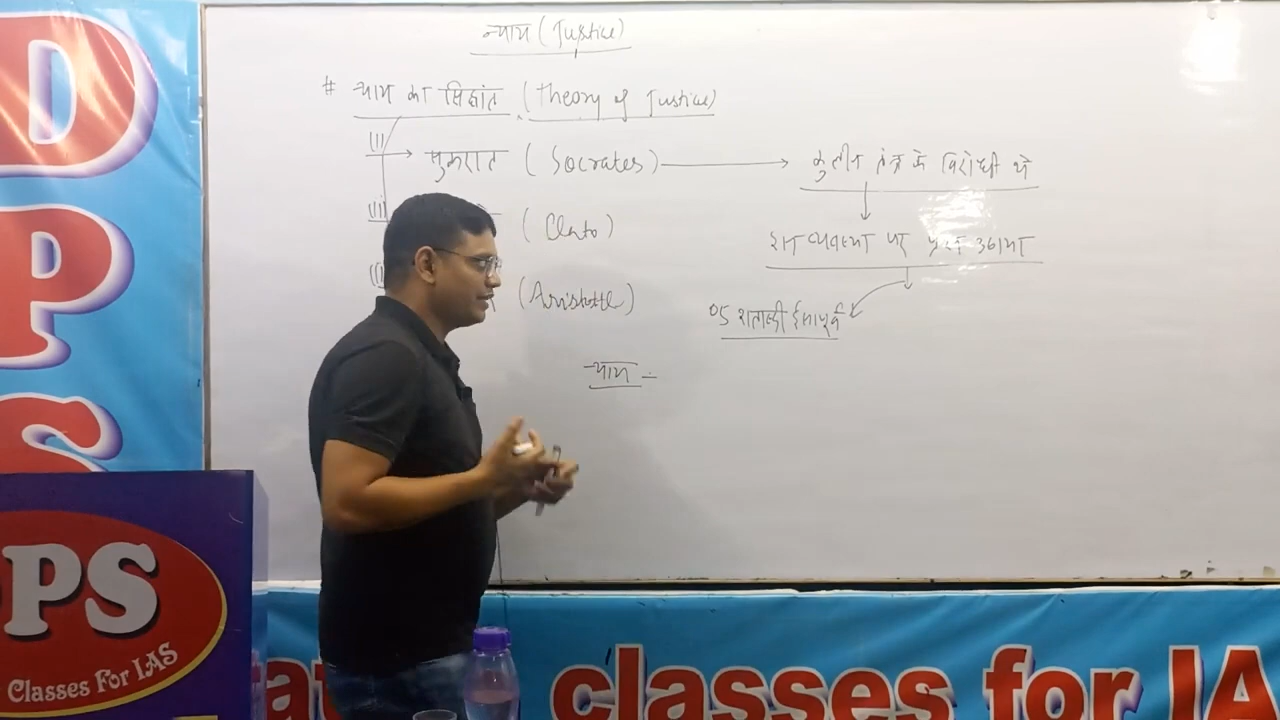 न्याय (Justice)
# न्याय का सिद्धांत (Theory of Justice)
सुकरात (Socrates) → कुलीन तंत्र के विरोधी थे
(Plato)
राज व्यवस्था पर प्रश्न उठाया
(Aristotle)
05 शताब्दी ईसापूर्व
न्याय :-
DPS
PS
Classes For IAS
classes for IA